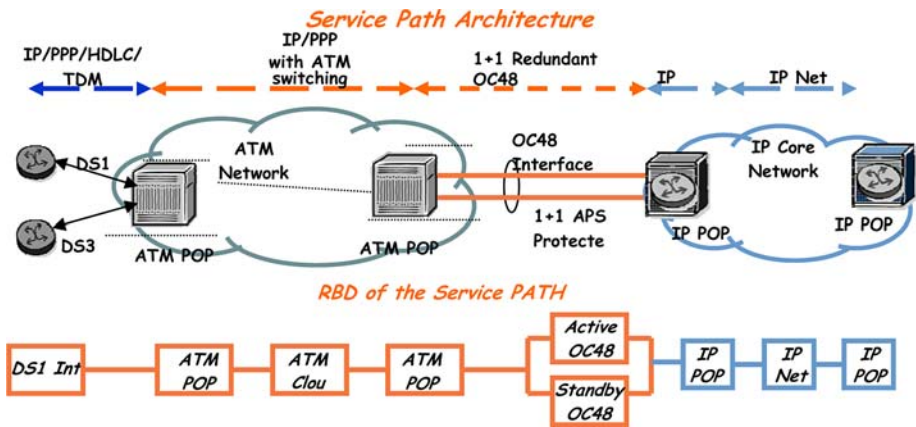 Service Path Architecture
IP/PPP/HDLC/
TDM
IP/PPP
with ATM
switching
1+1 Redundant
OC48
IP
IP Net
DS1
DS3
ATM
Network
ATM POP
ATM POP
OC48
Interface
1+1 APS
Protecte
IP POP
IP Core
Network
IP POP
RBD of the Service PATH
DS1 Int
ATM
POP
ATM
Clou
ATM
POP
Active
OC48
Standby
OC48
IP
POP
IP
Net
IP
POP